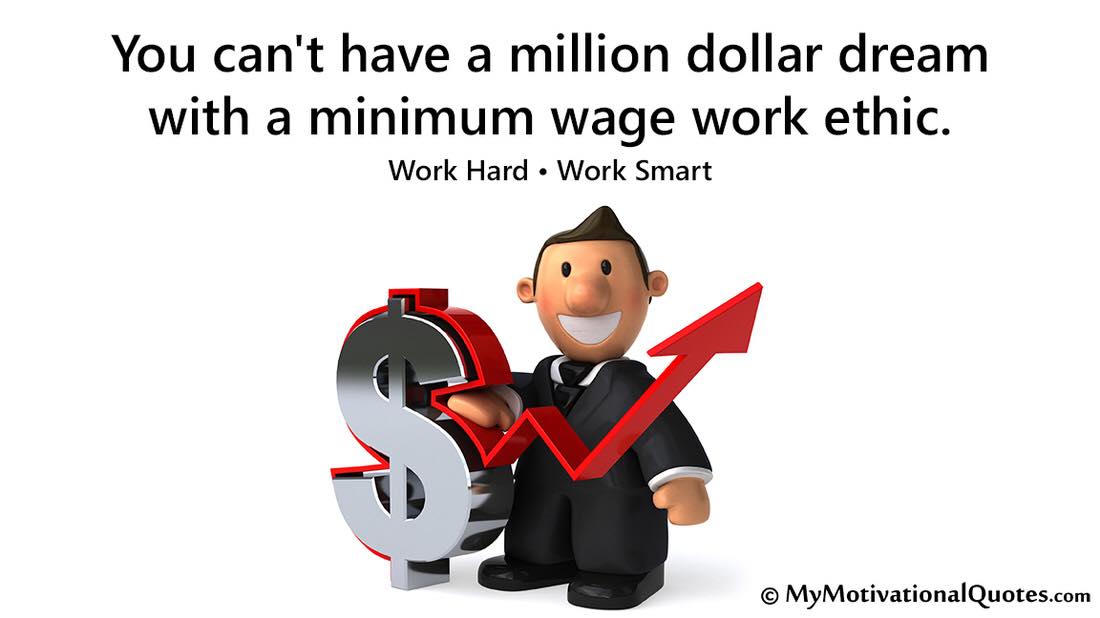 You can't have a million dollar dream
with a minimum wage work ethic.
Work Hard • Work Smart
© MyMotivationalQuotes.com